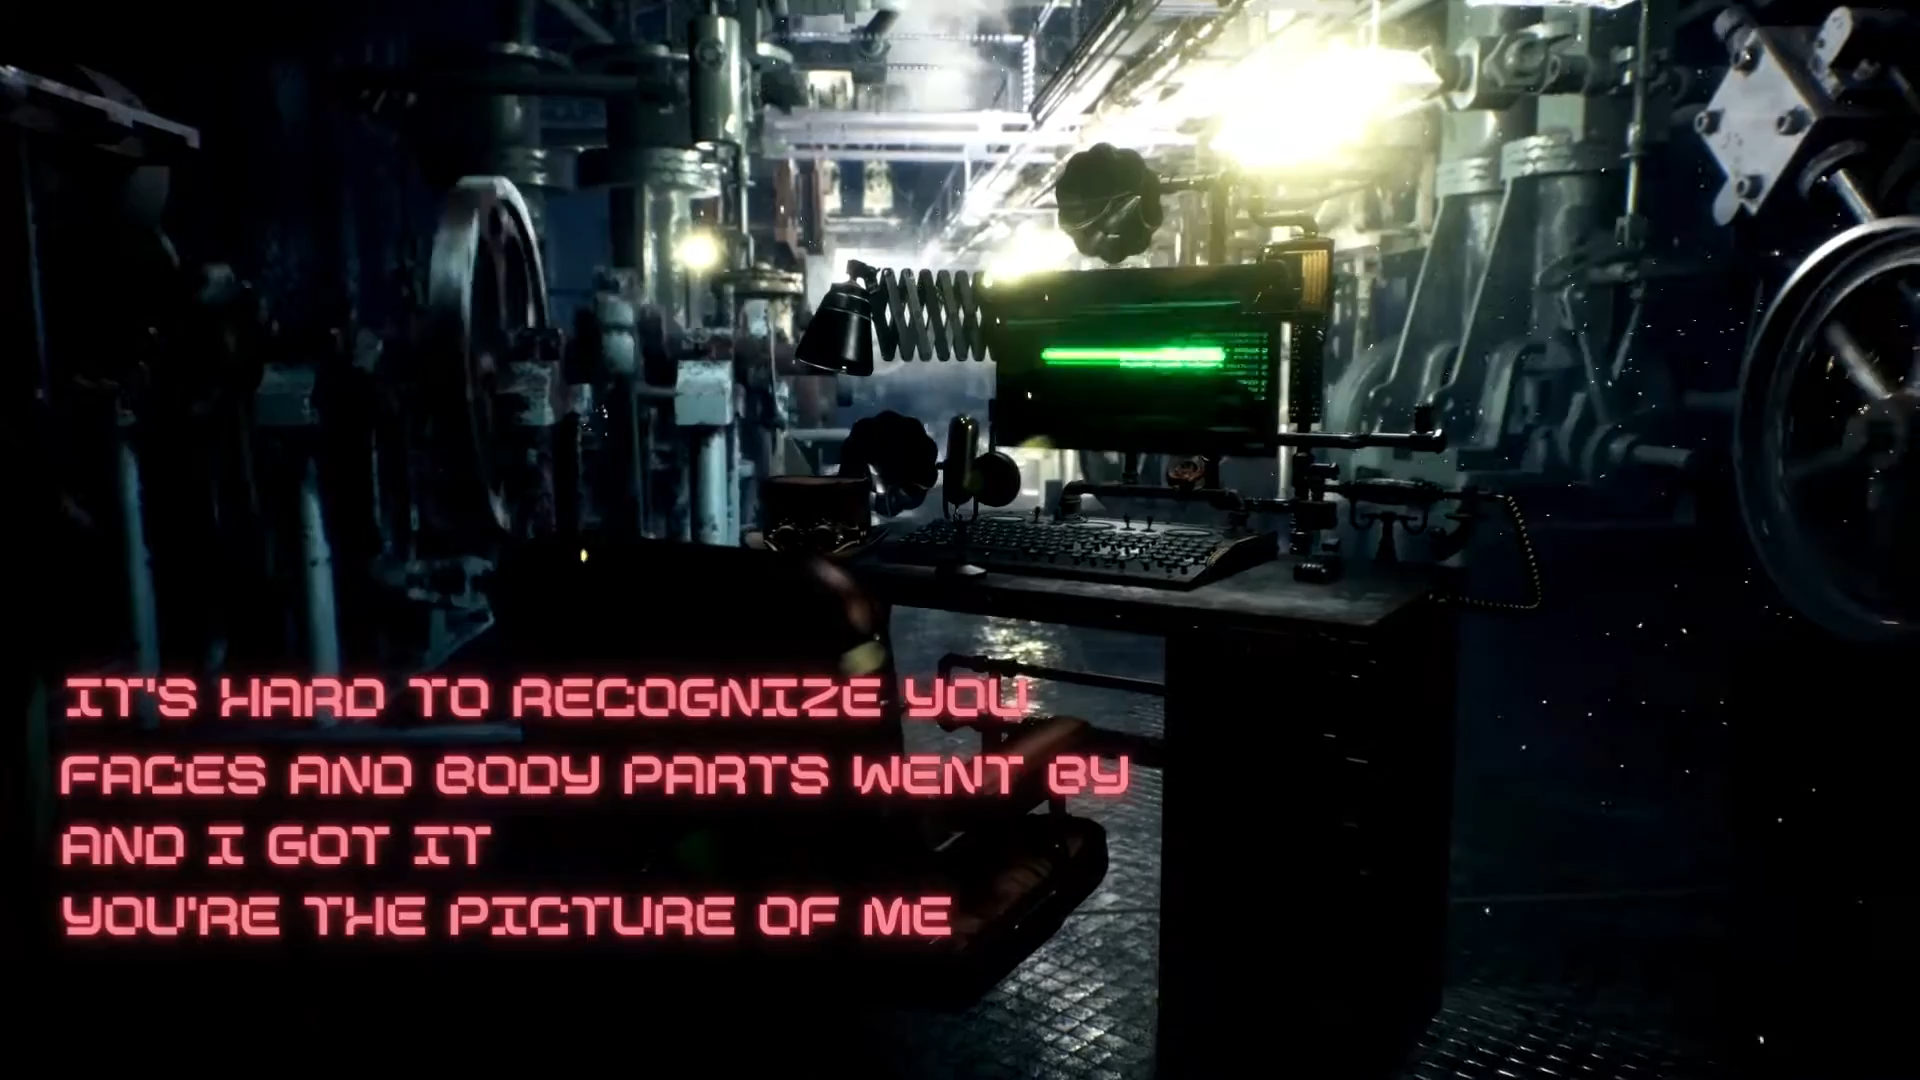 IT'S HARD TO RECOGNIZE YOU
FACES AND BODY PARTS WENT BY
AND I GOT IT
YOU'RE THE PICTURE OF ME